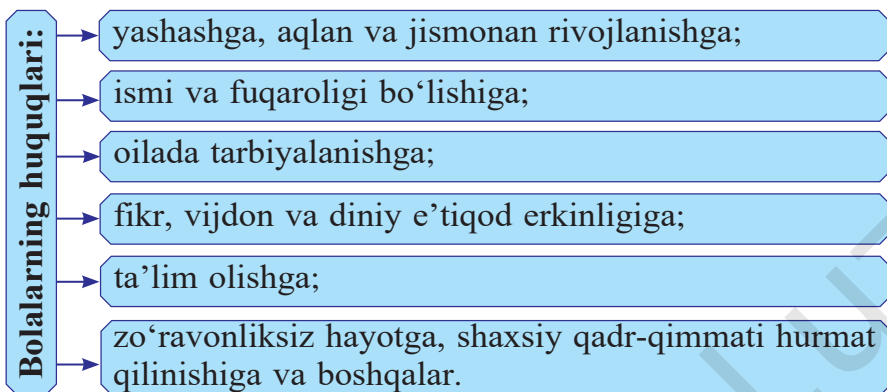 Bolalarning huquqlari:
yashashga, aqlan va jismonan rivojlanishga;
ismi va fuqaroligi bo‘lishiga;
oilada tarbiyalanishga;
fikr, vijdon va diniy e’tiqod erkinligiga;
ta’lim olishga;
zo‘ravonliksiz hayotga, shaxsiy qadr-qimmati hurmat
qilinishiga va boshqalar.